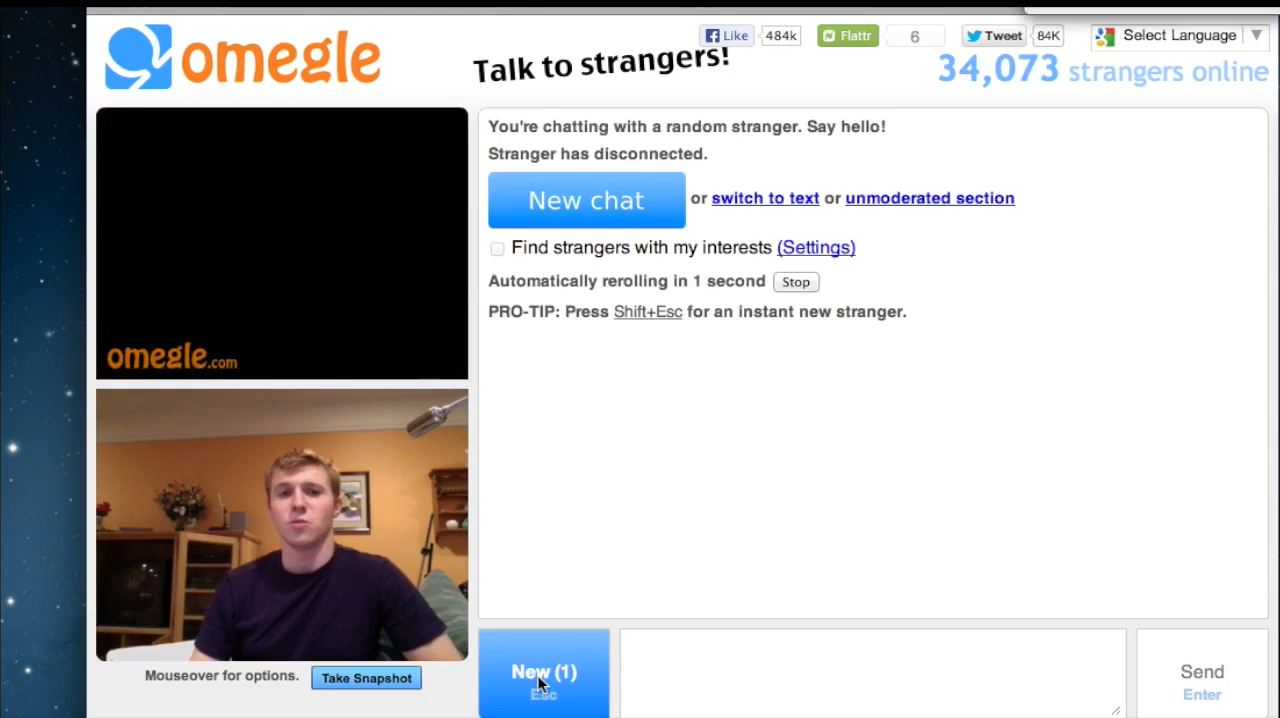 omegle
Talk to strangers!
Like 484k
Flattr 6
Tweet 84K
Select Language
34,073 strangers online
You're chatting with a random stranger. Say hello!
Stranger has disconnected.
New chat or switch to text or unmoderated section
Find strangers with my interests (Settings)
Automatically rerolling in 1 second Stop
PRO-TIP: Press Shift+Esc for an instant new stranger.
omegle.com
Mouseover for options. Take Snapshot
New (1)
Esc
Send
Enter